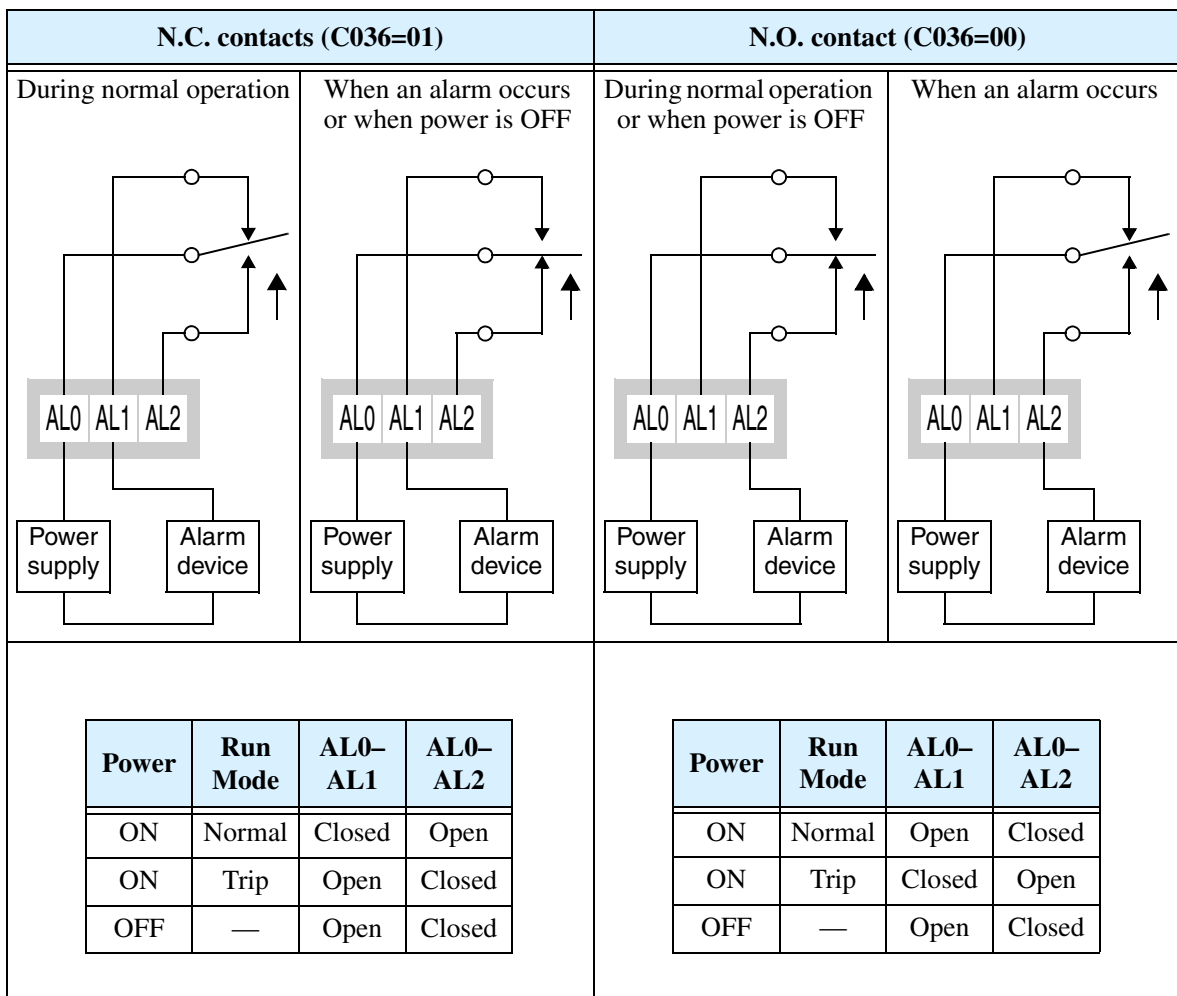 N.C. contacts (C036=01)
N.O. contact (C036=00)
During normal operation
When an alarm occurs
or when power is OFF
During normal operation
or when power is OFF
When an alarm occurs
AL0 AL1 AL2
AL0 AL1 AL2
AL0 AL1 AL2
AL0 AL1 AL2
Power
supply
Alarm
device
Power
supply
Alarm
device
Power
supply
Alarm
device
Power
supply
Alarm
device
Power Run Mode AL0–AL1 AL0–AL2
ON Normal Closed Open
ON Trip Open Closed
OFF — Open Closed
Power Run Mode AL0–AL1 AL0–AL2
ON Normal Open Closed
ON Trip Closed Open
OFF — Open Closed